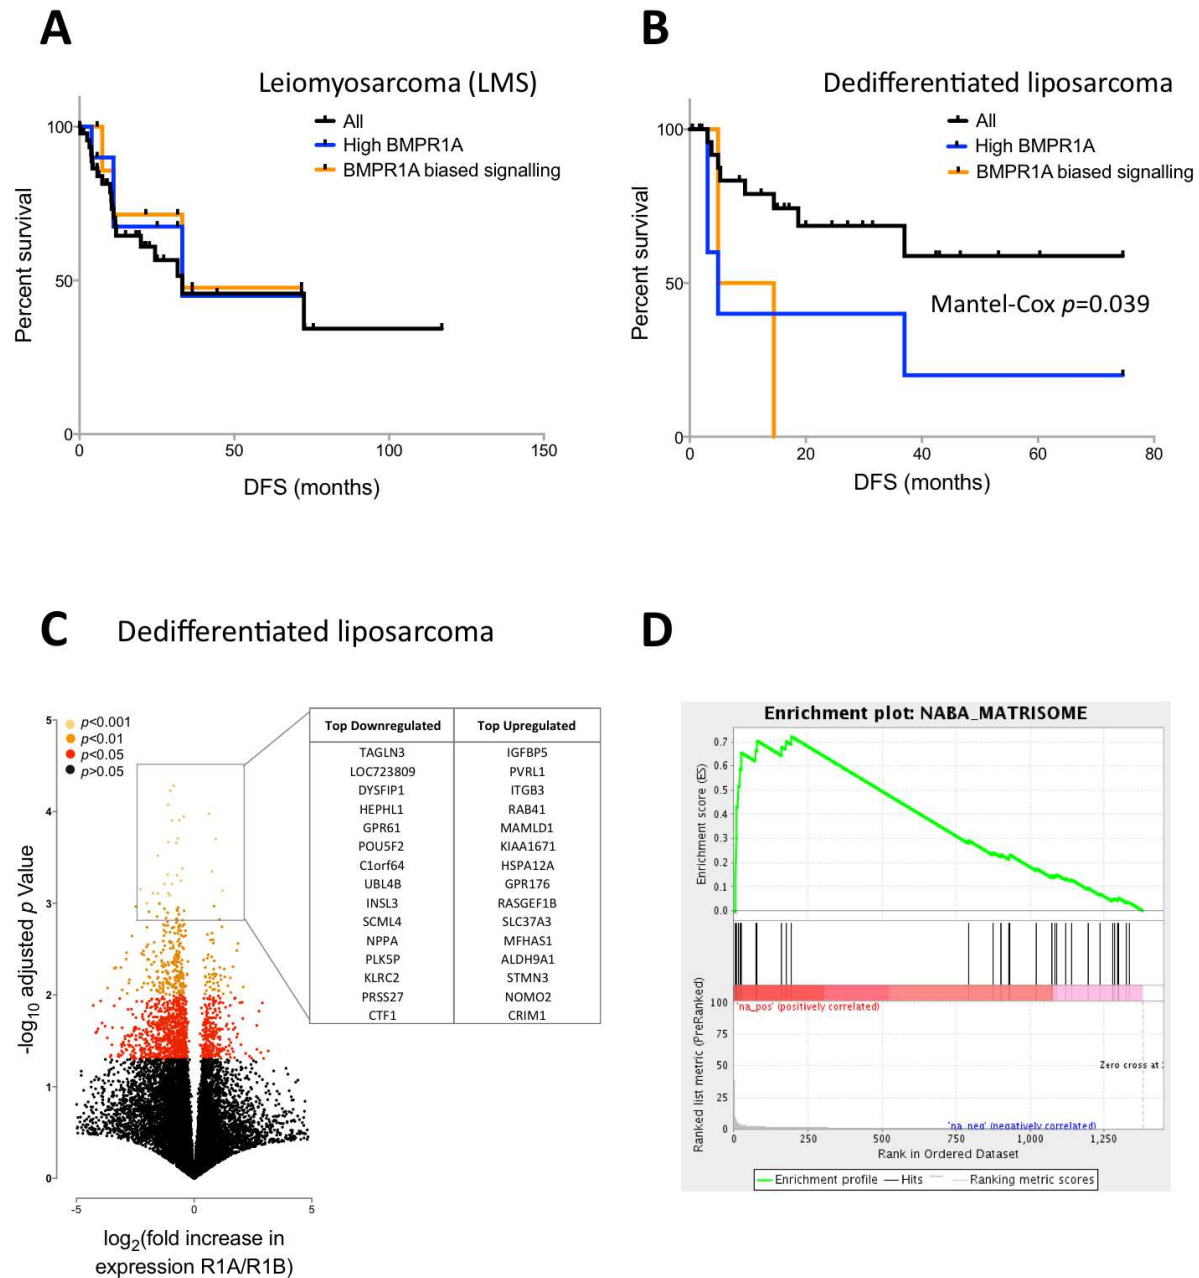 A
Leiomyosarcoma (LMS)
All
High BMPR1A
BMPR1A biased signalling
Percent survival
100
50
0
0 50 100 150
DFS (months)
B
Dedifferentiated liposarcoma
All
High BMPR1A
BMPR1A biased signalling
Percent survival
100
50
0
Mantel-Cox p=0.039
0 20 40 60 80
DFS (months)
C
Dedifferentiated liposarcoma
p<0.001
p<0.01
p<0.05
p>0.05
-log10 adjusted p Value
5
4
3
2
1
0
-5 0 5
log2(fold increase in
expression R1A/R1B)
Top Downregulated Top Upregulated
TAGLN3 IGFBP5
LOC723809 PVRL1
DYSFIP1 ITGB3
HEPHL1 RAB41
GPR61 MAMLD1
POU5F2 KIAA1671
C1orf64 HSPA12A
UBL4B GPR176
INSL3 RASGEF1B
SCML4 SLC37A3
NPPA MFHAS1
PLK5P ALDH9A1
KLRC2 STMN3
PRSS27 NOMO2
CTF1 CRIM1
D
Enrichment plot: NABA_MATRISOME
Enrichment score (ES)
0.7
0.6
0.5
0.4
0.3
0.2
0.1
0.0
Ranked list metric (PreRanked)
100
75
50
25
0
'na_pos' (positively correlated)
Zero cross at
'na_neg' (negatively correlated)
0 250 500 750 1,000 1,250
Rank in Ordered Dataset
Enrichment profile Hits Ranking metric scores